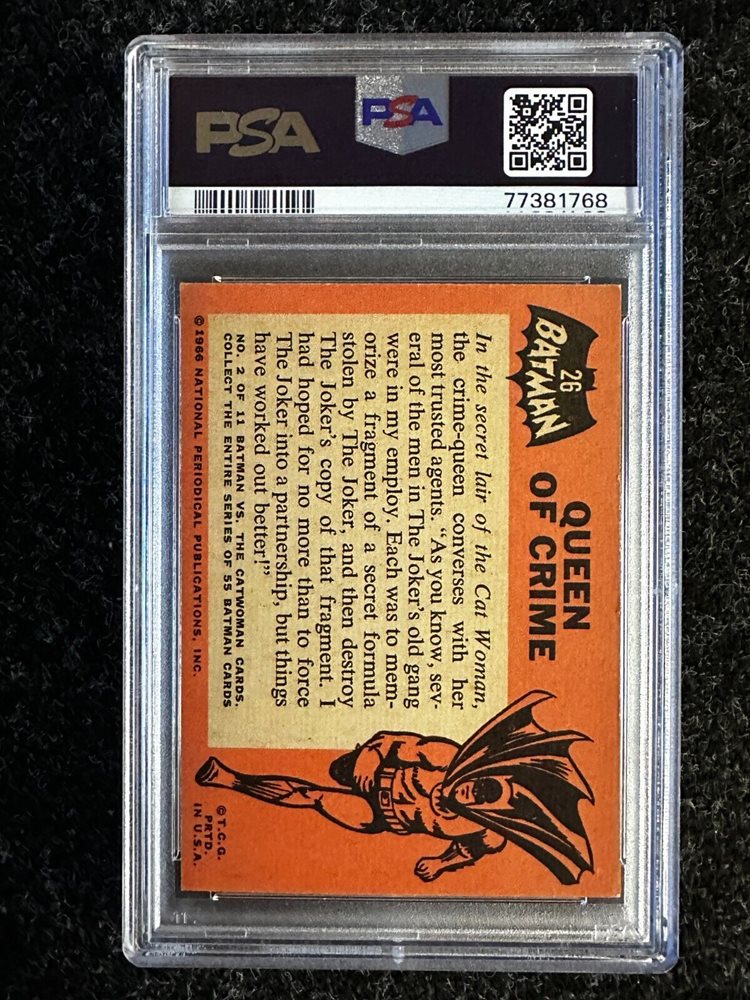 PSA
PSA
77381768
26
BATMAN
QUEEN
OF CRIME
In the secret lair of the Cat Woman,
the crime-queen converses with her
most trusted agents. "As you know, sev-
eral of the men in The Joker's old gang
were in my employ. Each was to mem-
orize a fragment of a secret formula
stolen by The Joker, and then destroy
The Joker's copy of that fragment. I
had hoped for no more than to force
The Joker into a partnership, but things
have worked out better!"
NO. 2 OF 11 BATMAN VS. THE CATWOMAN CARDS.
COLLECT THE ENTIRE SERIES OF 55 BATMAN CARDS
© 1966 NATIONAL PERIODICAL PUBLICATIONS, INC.
© T.C.G.
PRTD.
IN U.S.A.